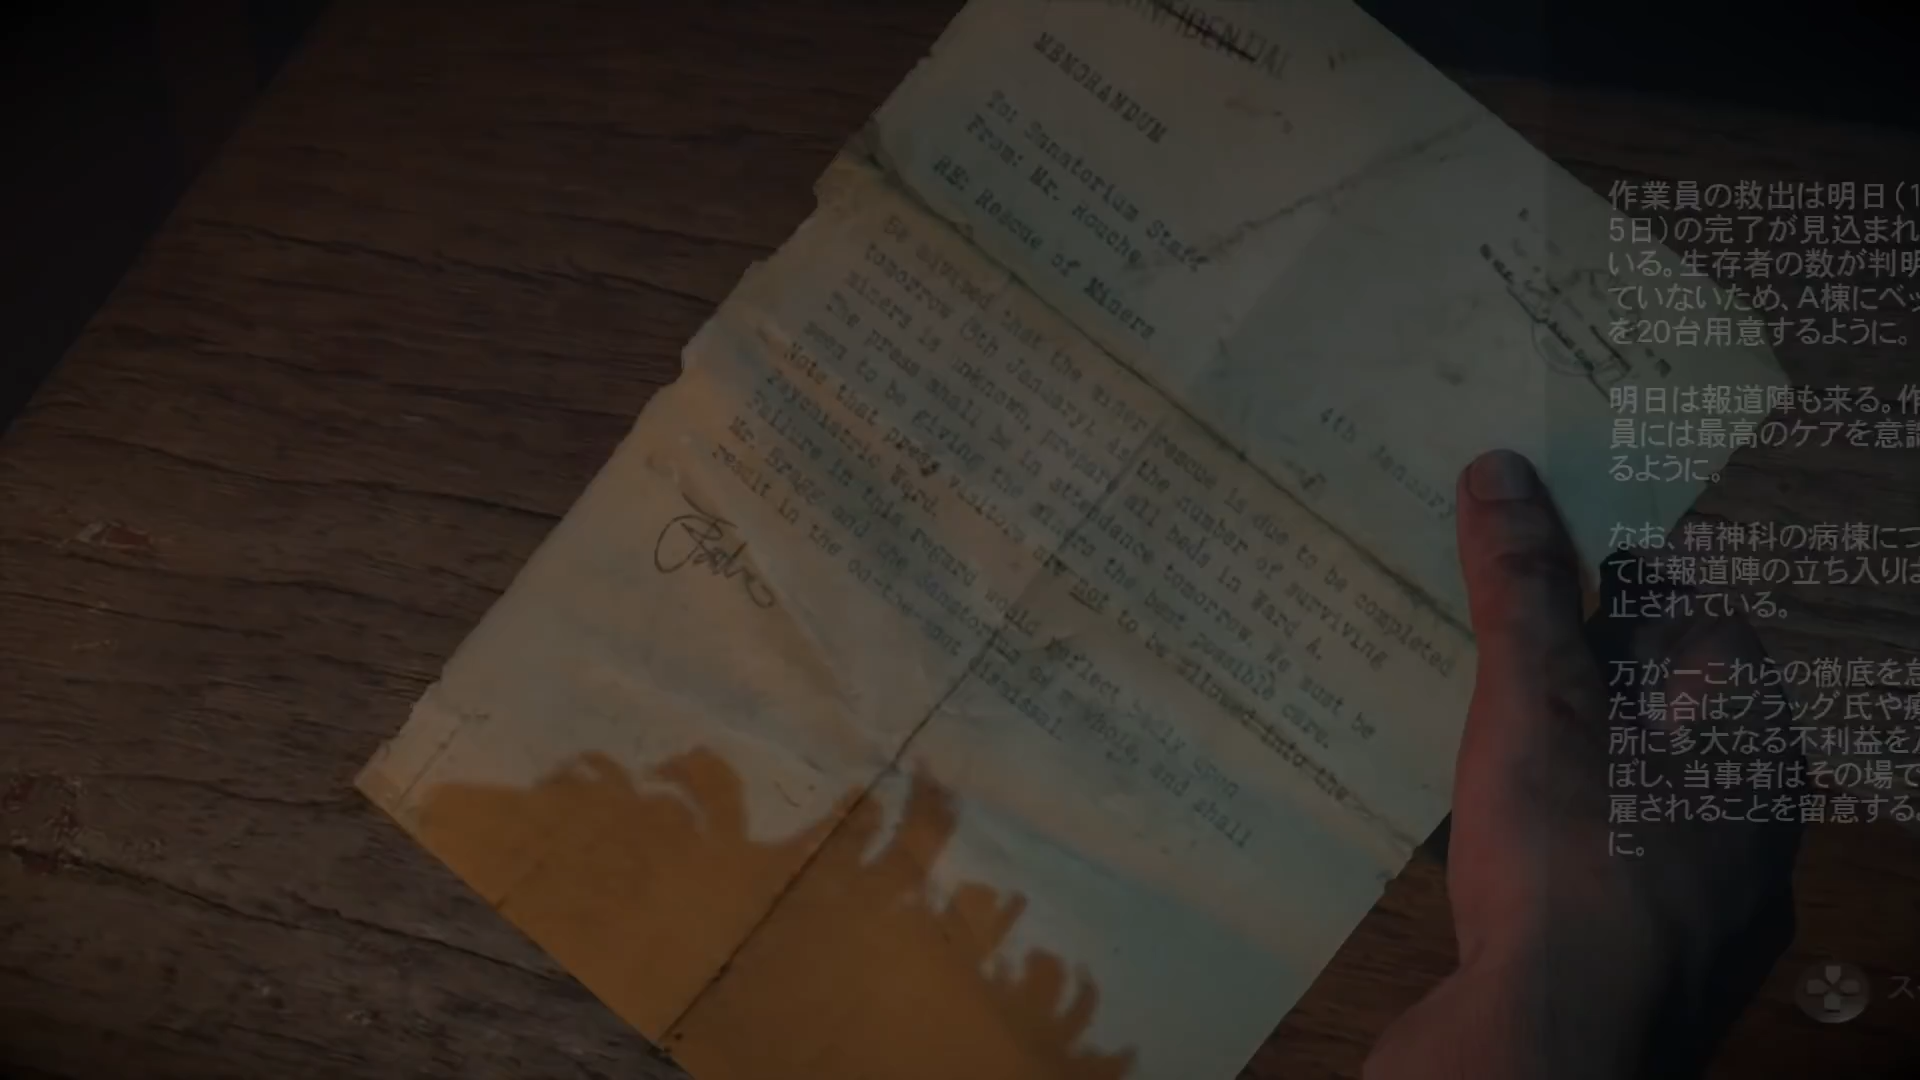 MEMORANDUM
To: Sanatorium Staff
From: Mr.
RE: Rescue of Miners
4th January
Be advised that the miner rescue is due to be completed
tomorrow (5th January). As the number of surviving
miners is unknown, prepare all beds in Ward A.
The press shall be in attendance tomorrow. We must be
seen to be giving the miners the best possible care.
Note that press visitors are not to be allowed into the
Psychiatric Ward.
Failure in this regard would reflect badly upon
Mr. Bragg and the Sanatorium as a whole, and shall
result in the on-the-spot dismissal.
作業員の救出は明日(1
5日)の完了が見込まれ
いる。生存者の数が判明
ていないため、A棟にベッ
を20台用意するように。
明日は報道陣も来る。作
員には最高のケアを意識
るように。
なお、精神科の病棟につ
ては報道陣の立ち入りは
止されている。
万が一これらの徹底を怠
た場合はブラッグ氏や療
所に多大なる不利益を及
ぼし、当事者はその場で
雇されることを留意する
に。